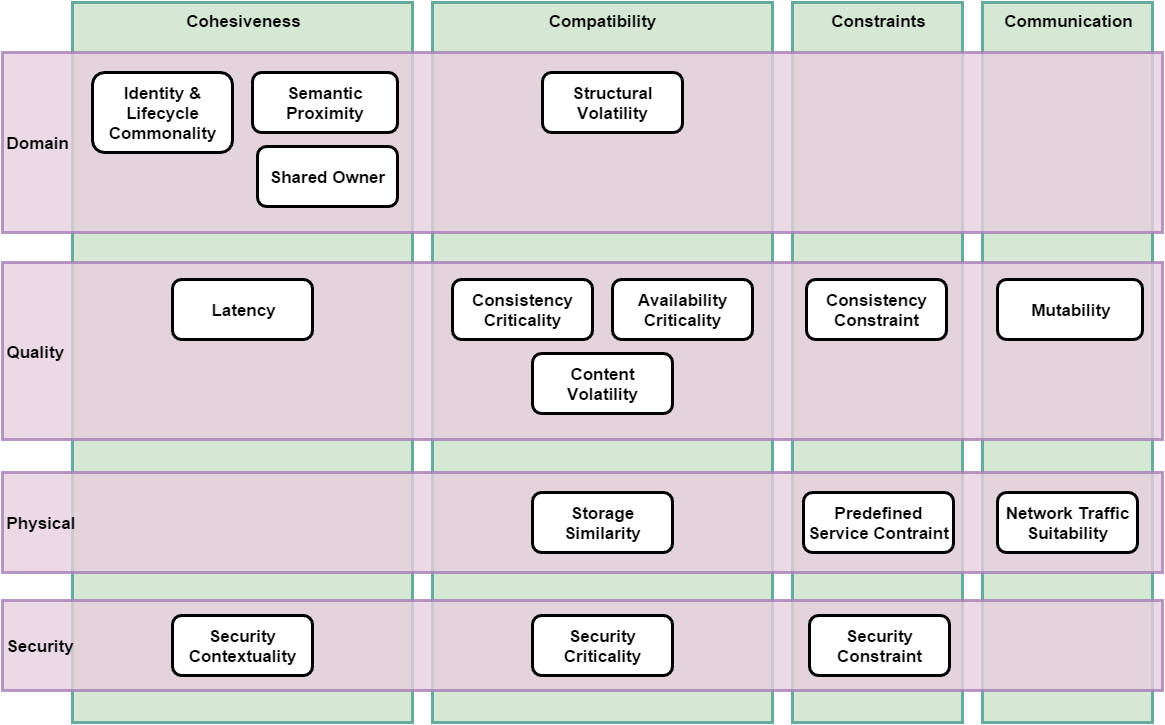 Cohesiveness
Compatibility
Constraints
Communication
Domain
Identity &
Lifecycle
Commonality
Semantic
Proximity
Shared Owner
Structural
Volatility
Quality
Latency
Consistency
Criticality
Availability
Criticality
Content
Volatility
Consistency
Constraint
Mutability
Physical
Storage
Similarity
Predefined
Service Contraint
Network Traffic
Suitability
Security
Security
Contextuality
Security
Criticality
Security
Constraint